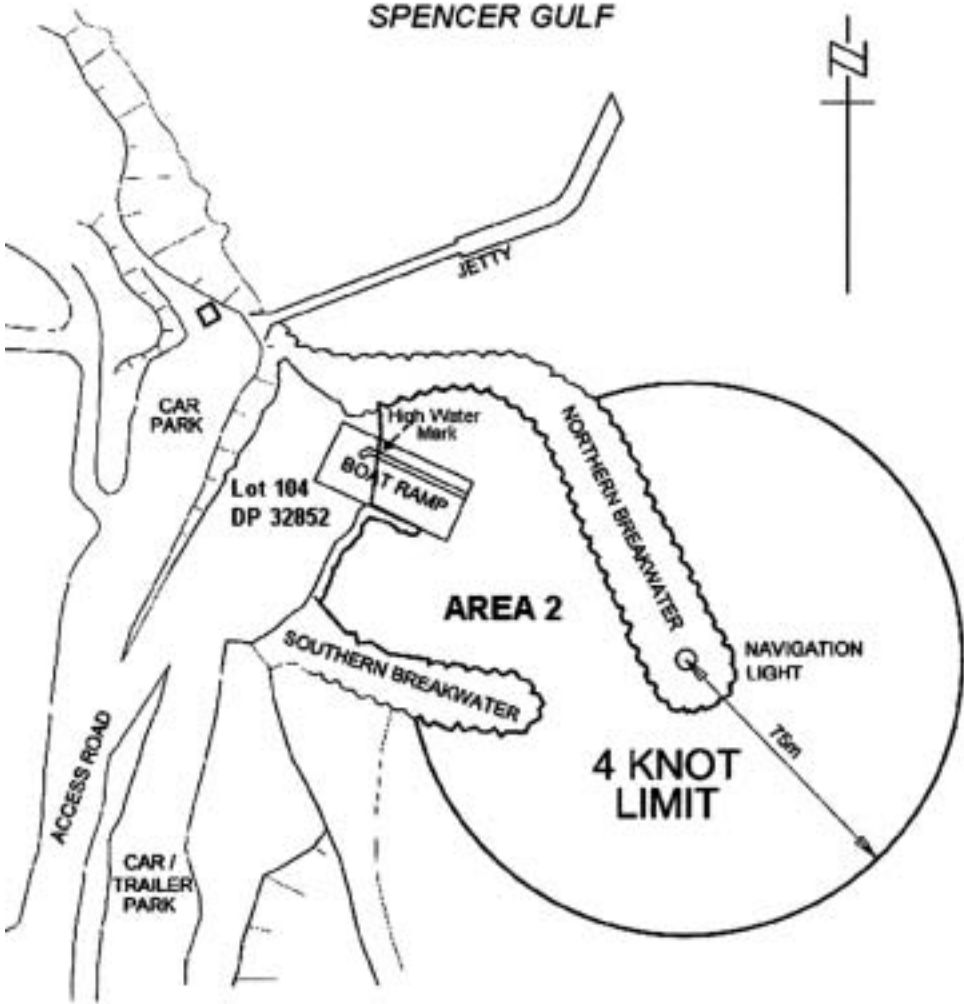 SPENCER GULF
N
JETTY
CAR
PARK
High Water
Mark
BOAT RAMP
Lot 104
DP 32852
NORTHERN BREAKWATER
AREA 2
SOUTHERN BREAKWATER
NAVIGATION
LIGHT
75m
4 KNOT
LIMIT
ACCESS ROAD
CAR /
TRAILER
PARK